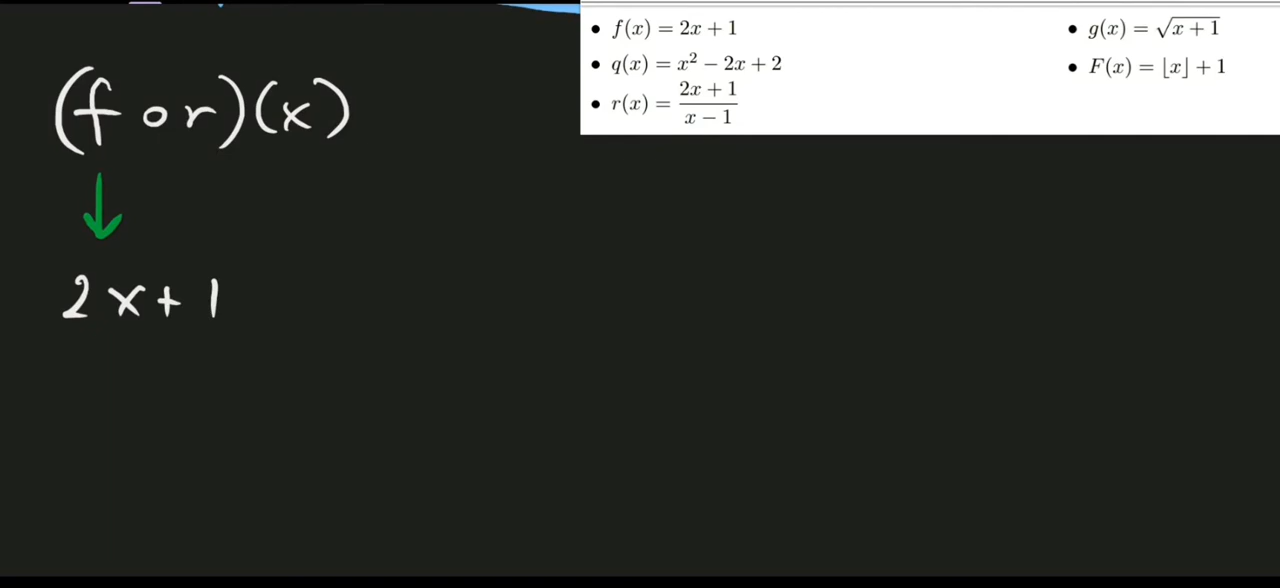 (f o r)(x)
2x + 1
• f(x) = 2x + 1
• q(x) = x² − 2x + 2
• r(x) = (2x + 1)/(x − 1)
• g(x) = √(x + 1)
• F(x) = ⌊x⌋ + 1